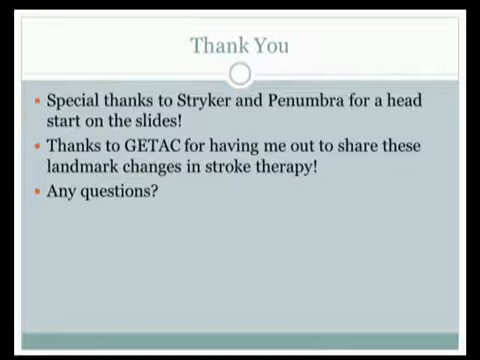 Thank You
• Special thanks to Stryker and Penumbra for a head
start on the slides!
• Thanks to GETAC for having me out to share these
landmark changes in stroke therapy!
• Any questions?